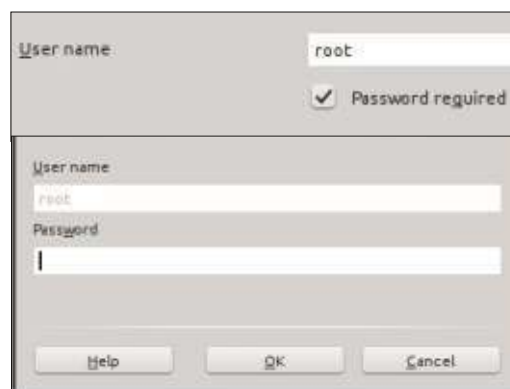 User name root
Password required
User name
root
Password
Help OK Cancel